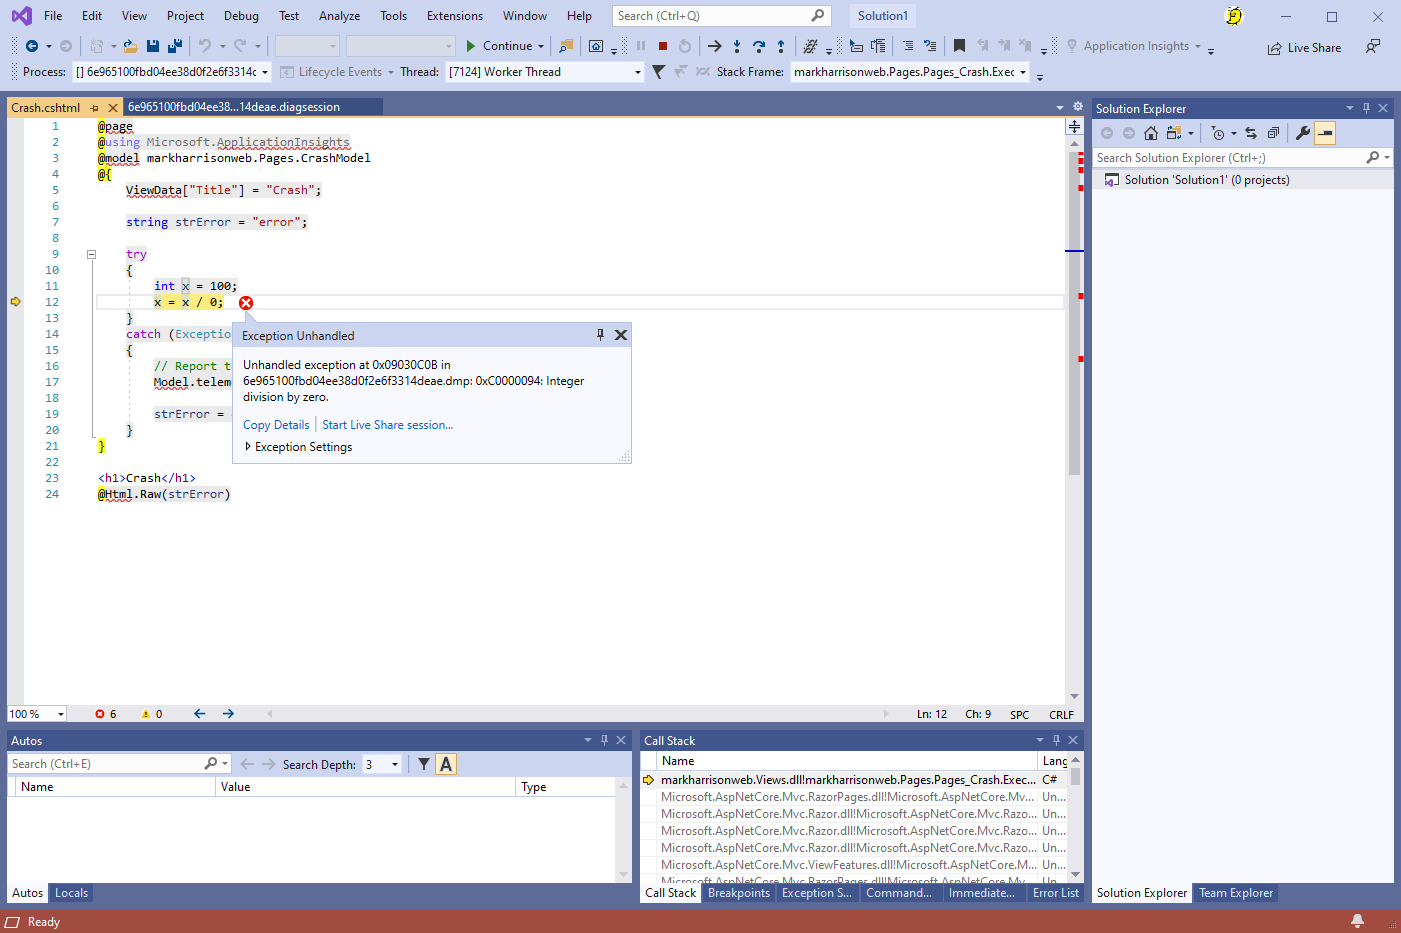 File Edit View Project Debug Test Analyze Tools Extensions Window Help Search (Ctrl+Q) Solution1
Continue Application Insights Live Share
Process: [] 6e965100fbd04ee38d0f2e6f3314c Lifecycle Events Thread: [7124] Worker Thread Stack Frame: markharrisonweb.Pages.Pages_Crash.Exec
Crash.cshtml 6e965100fbd04ee38...14deae.diagsession
1 @page
2 @using Microsoft.ApplicationInsights
3 @model markharrisonweb.Pages.CrashModel
4 @{
5 ViewData["Title"] = "Crash";
6
7 string strError = "error";
8
9 try
10 {
11 int x = 100;
12 x = x / 0;
13 }
14 catch (Exceptio
15 {
16 // Report t
17 Model.telem
18
19 strError =
20 }
21 }
22
23 <h1>Crash</h1>
24 @Html.Raw(strError)
Exception Unhandled
Unhandled exception at 0x09030C0B in
6e965100fbd04ee38d0f2e6f3314deae.dmp: 0xC0000094: Integer
division by zero.
Copy Details Start Live Share session...
Exception Settings
100 % 6 0 Ln: 12 Ch: 9 SPC CRLF
Solution Explorer
Search Solution Explorer (Ctrl+;)
Solution 'Solution1' (0 projects)
Autos
Search (Ctrl+E) Search Depth: 3 A
Name Value Type
Autos Locals
Call Stack
Name Lang
markharrisonweb.Views.dll!markharrisonweb.Pages.Pages_Crash.Exec... C#
Microsoft.AspNetCore.Mvc.RazorPages.dll!Microsoft.AspNetCore.Mv... Un...
Microsoft.AspNetCore.Mvc.Razor.dll!Microsoft.AspNetCore.Mvc.Razo... Un...
Microsoft.AspNetCore.Mvc.Razor.dll!Microsoft.AspNetCore.Mvc.Razo... Un...
Microsoft.AspNetCore.Mvc.Razor.dll!Microsoft.AspNetCore.Mvc.Razo... Un...
Microsoft.AspNetCore.Mvc.ViewFeatures.dll!Microsoft.AspNetCore.M... Un...
Microsoft.AspNetCore.Mvc.RazorPages.dll!Microsoft.AspNetCore.Mv... Un...
Call Stack Breakpoints Exception S... Command... Immediate... Error List
Solution Explorer Team Explorer
Ready